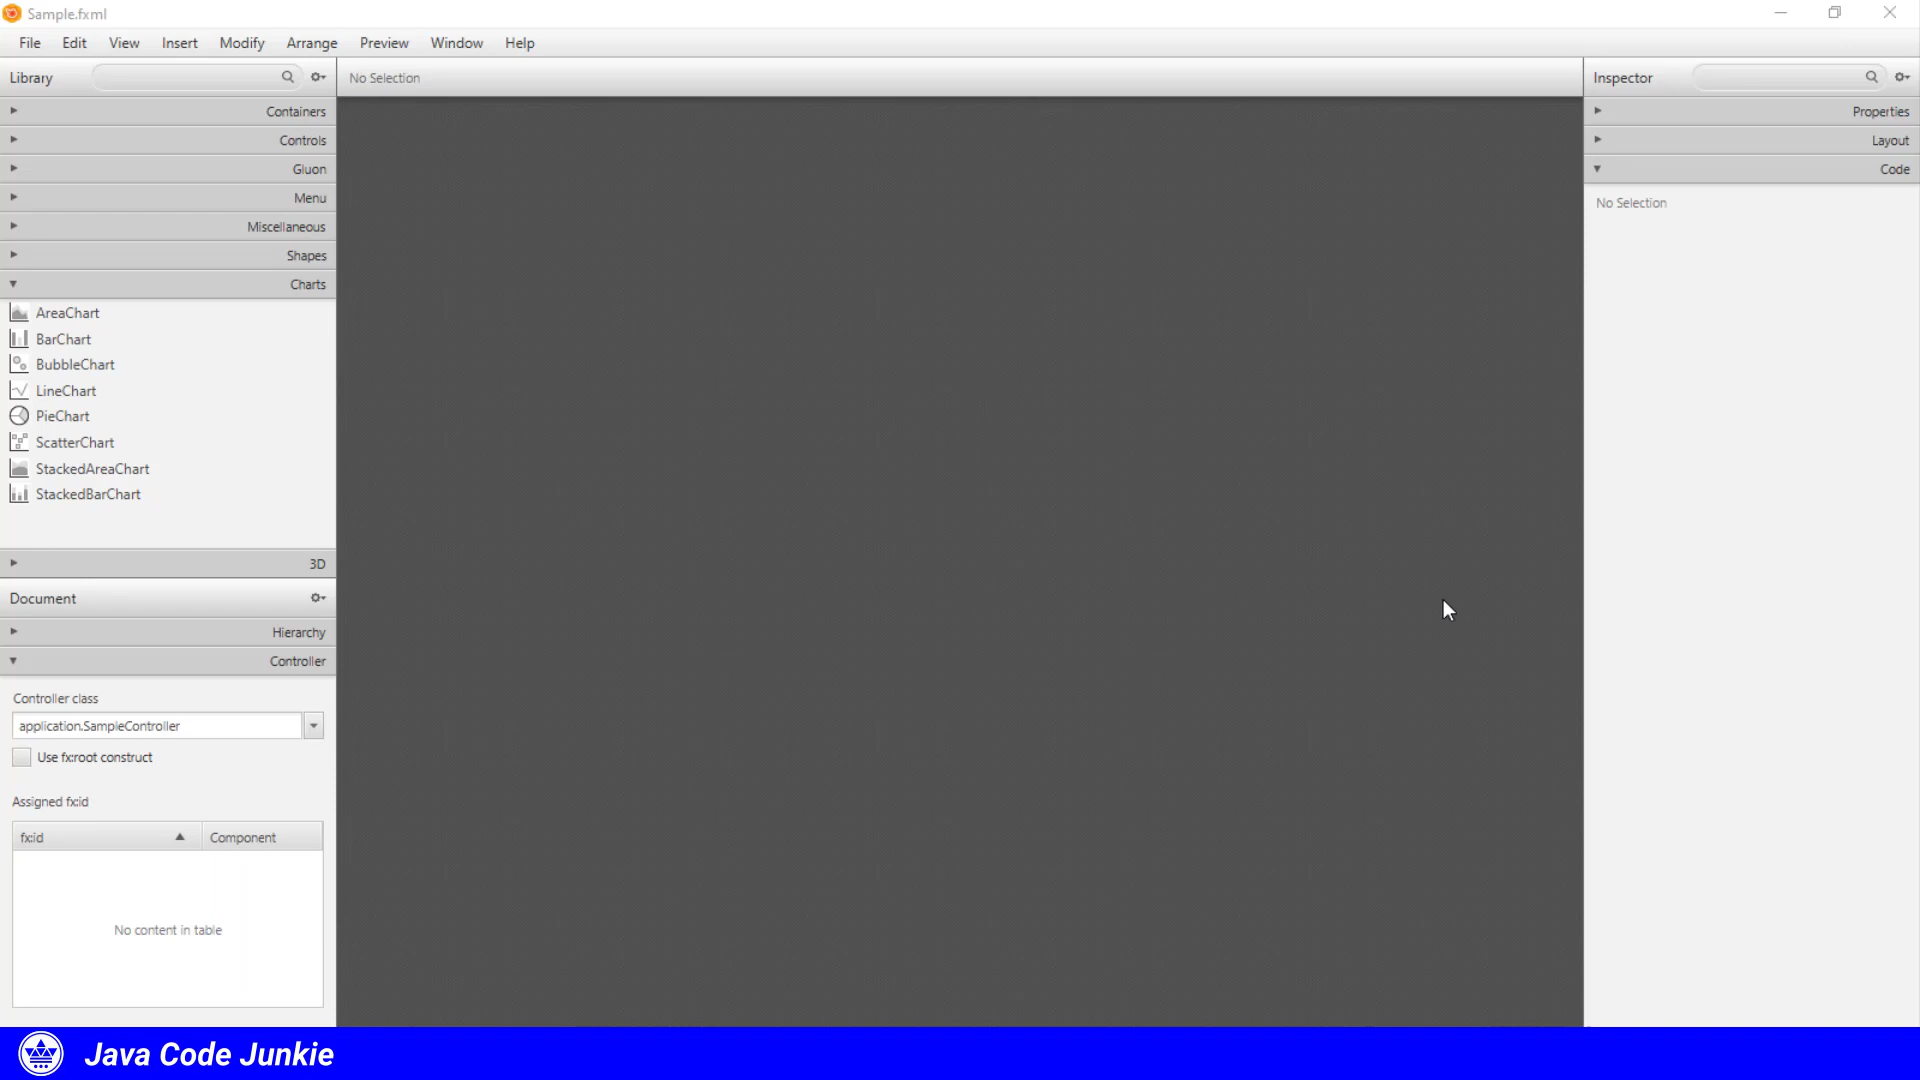 Sample.fxml
File Edit View Insert Modify Arrange Preview Window Help
Library
No Selection
Inspector
Containers
Controls
Gluon
Menu
Miscellaneous
Shapes
Charts
AreaChart
BarChart
BubbleChart
LineChart
PieChart
ScatterChart
StackedAreaChart
StackedBarChart
3D
Document
Hierarchy
Controller
Controller class
application.SampleController
Use fx:root construct
Assigned fx:id
fx:id Component
No content in table
Properties
Layout
Code
No Selection
Java Code Junkie